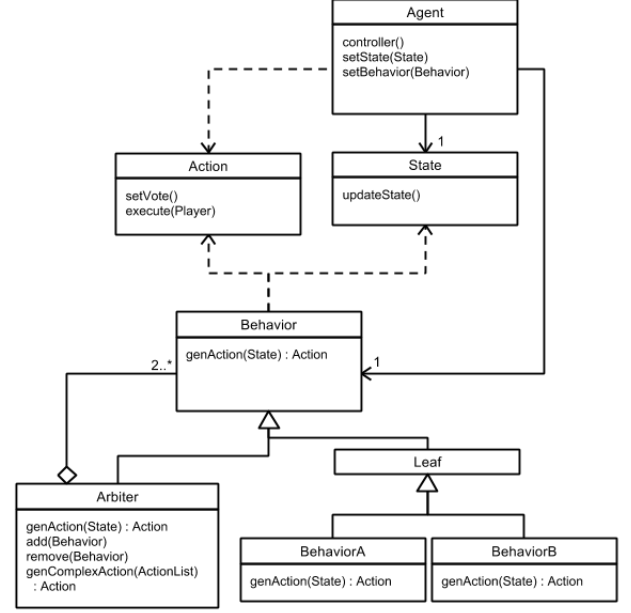 Agent
controller()
setState(State)
setBehavior(Behavior)
1
Action
setVote()
execute(Player)
State
updateState()
Behavior
genAction(State) : Action
2..*
1
Leaf
Arbiter
genAction(State) : Action
add(Behavior)
remove(Behavior)
genComplexAction(ActionList)
: Action
BehaviorA
genAction(State) : Action
BehaviorB
genAction(State) : Action